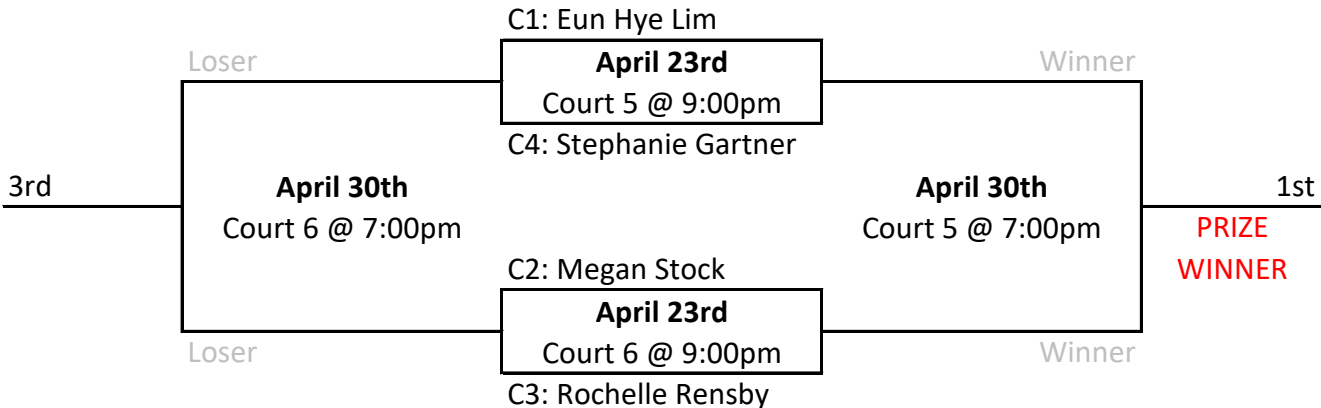 C1: Eun Hye Lim
Loser
April 23rd
Winner
Court 5 @ 9:00pm
C4: Stephanie Gartner
3rd
April 30th
April 30th
1st
Court 6 @ 7:00pm
Court 5 @ 7:00pm
PRIZE
WINNER
C2: Megan Stock
April 23rd
Loser
Court 6 @ 9:00pm
Winner
C3: Rochelle Rensby